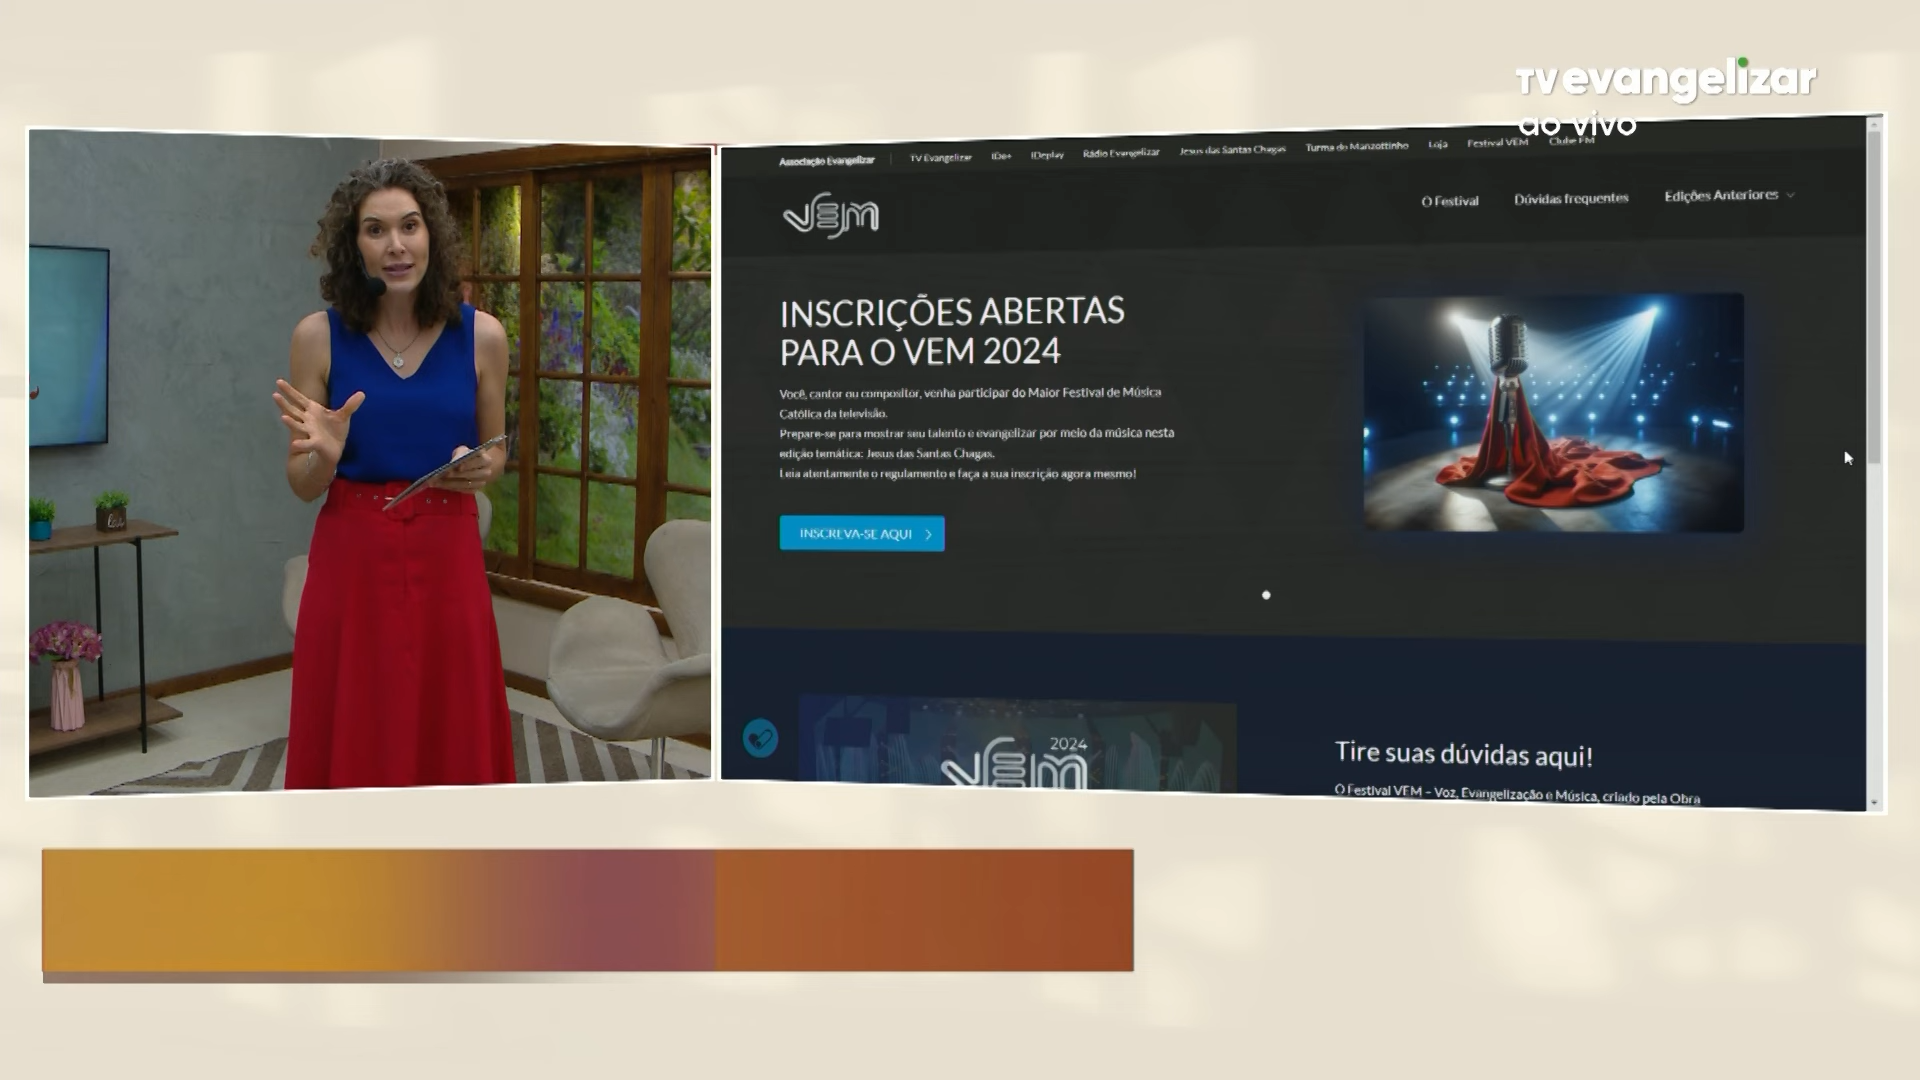 TV evangelizar
ao vivo
Associação Evangelizar TV Evangelizar IDe+ IDeplay Rádio Evangelizar Jesus das Santas Chagas Turma do Manzottinho Loja Festival VEM Clube FM
VEM
O Festival Dúvidas frequentes Edições Anteriores
INSCRIÇÕES ABERTAS
PARA O VEM 2024
Você, cantor ou compositor, venha participar do Maior Festival de Música
Católica da televisão.
Prepare-se para mostrar seu talento e evangelizar por meio da música nesta
edição temática: Jesus das Santas Chagas.
Leia atentamente o regulamento e faça a sua inscrição agora mesmo!
INSCREVA-SE AQUI
2024
VEM
Tire suas dúvidas aqui!
O Festival VEM – Voz, Evangelização e Música, criado pela Obra